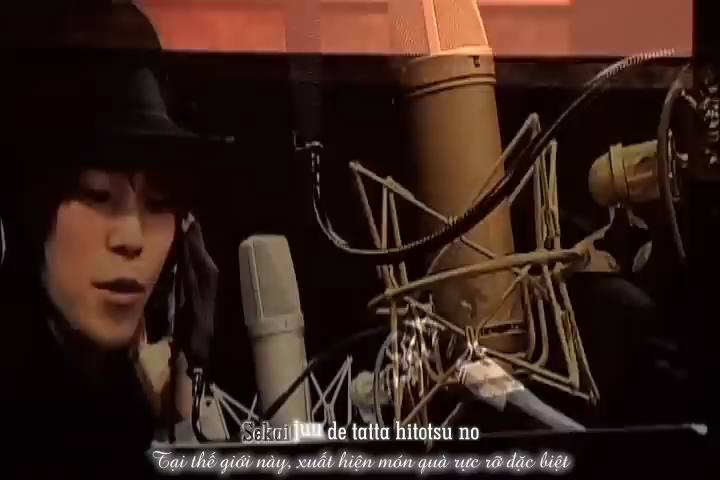 Sekai juu de tatta hitotsu no
Tại thế giới này, xuất hiện món quà rực rỡ đặc biệt